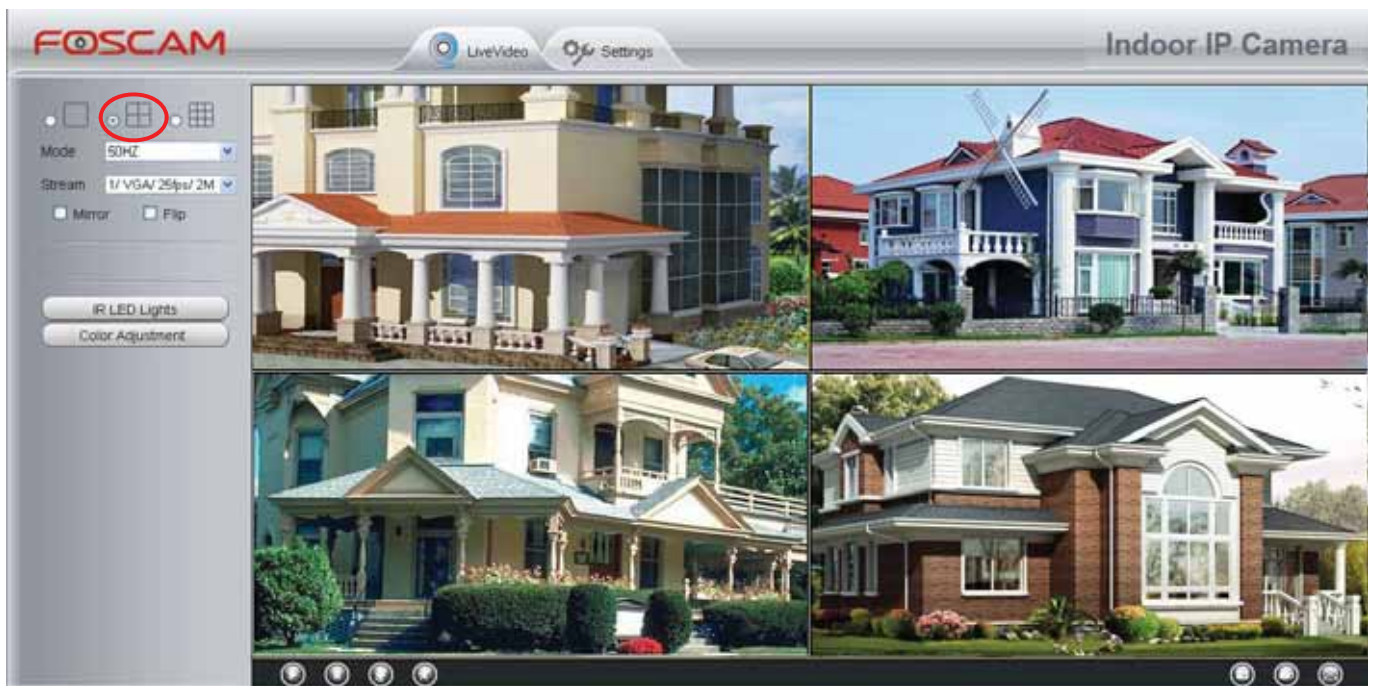 FOSCAM
LiveVideo
Settings
Indoor IP Camera
Mode 50HZ
Stream 1/ VGA/ 25fps/ 2M
Mirror Flip
IR LED Lights
Color Adjustment